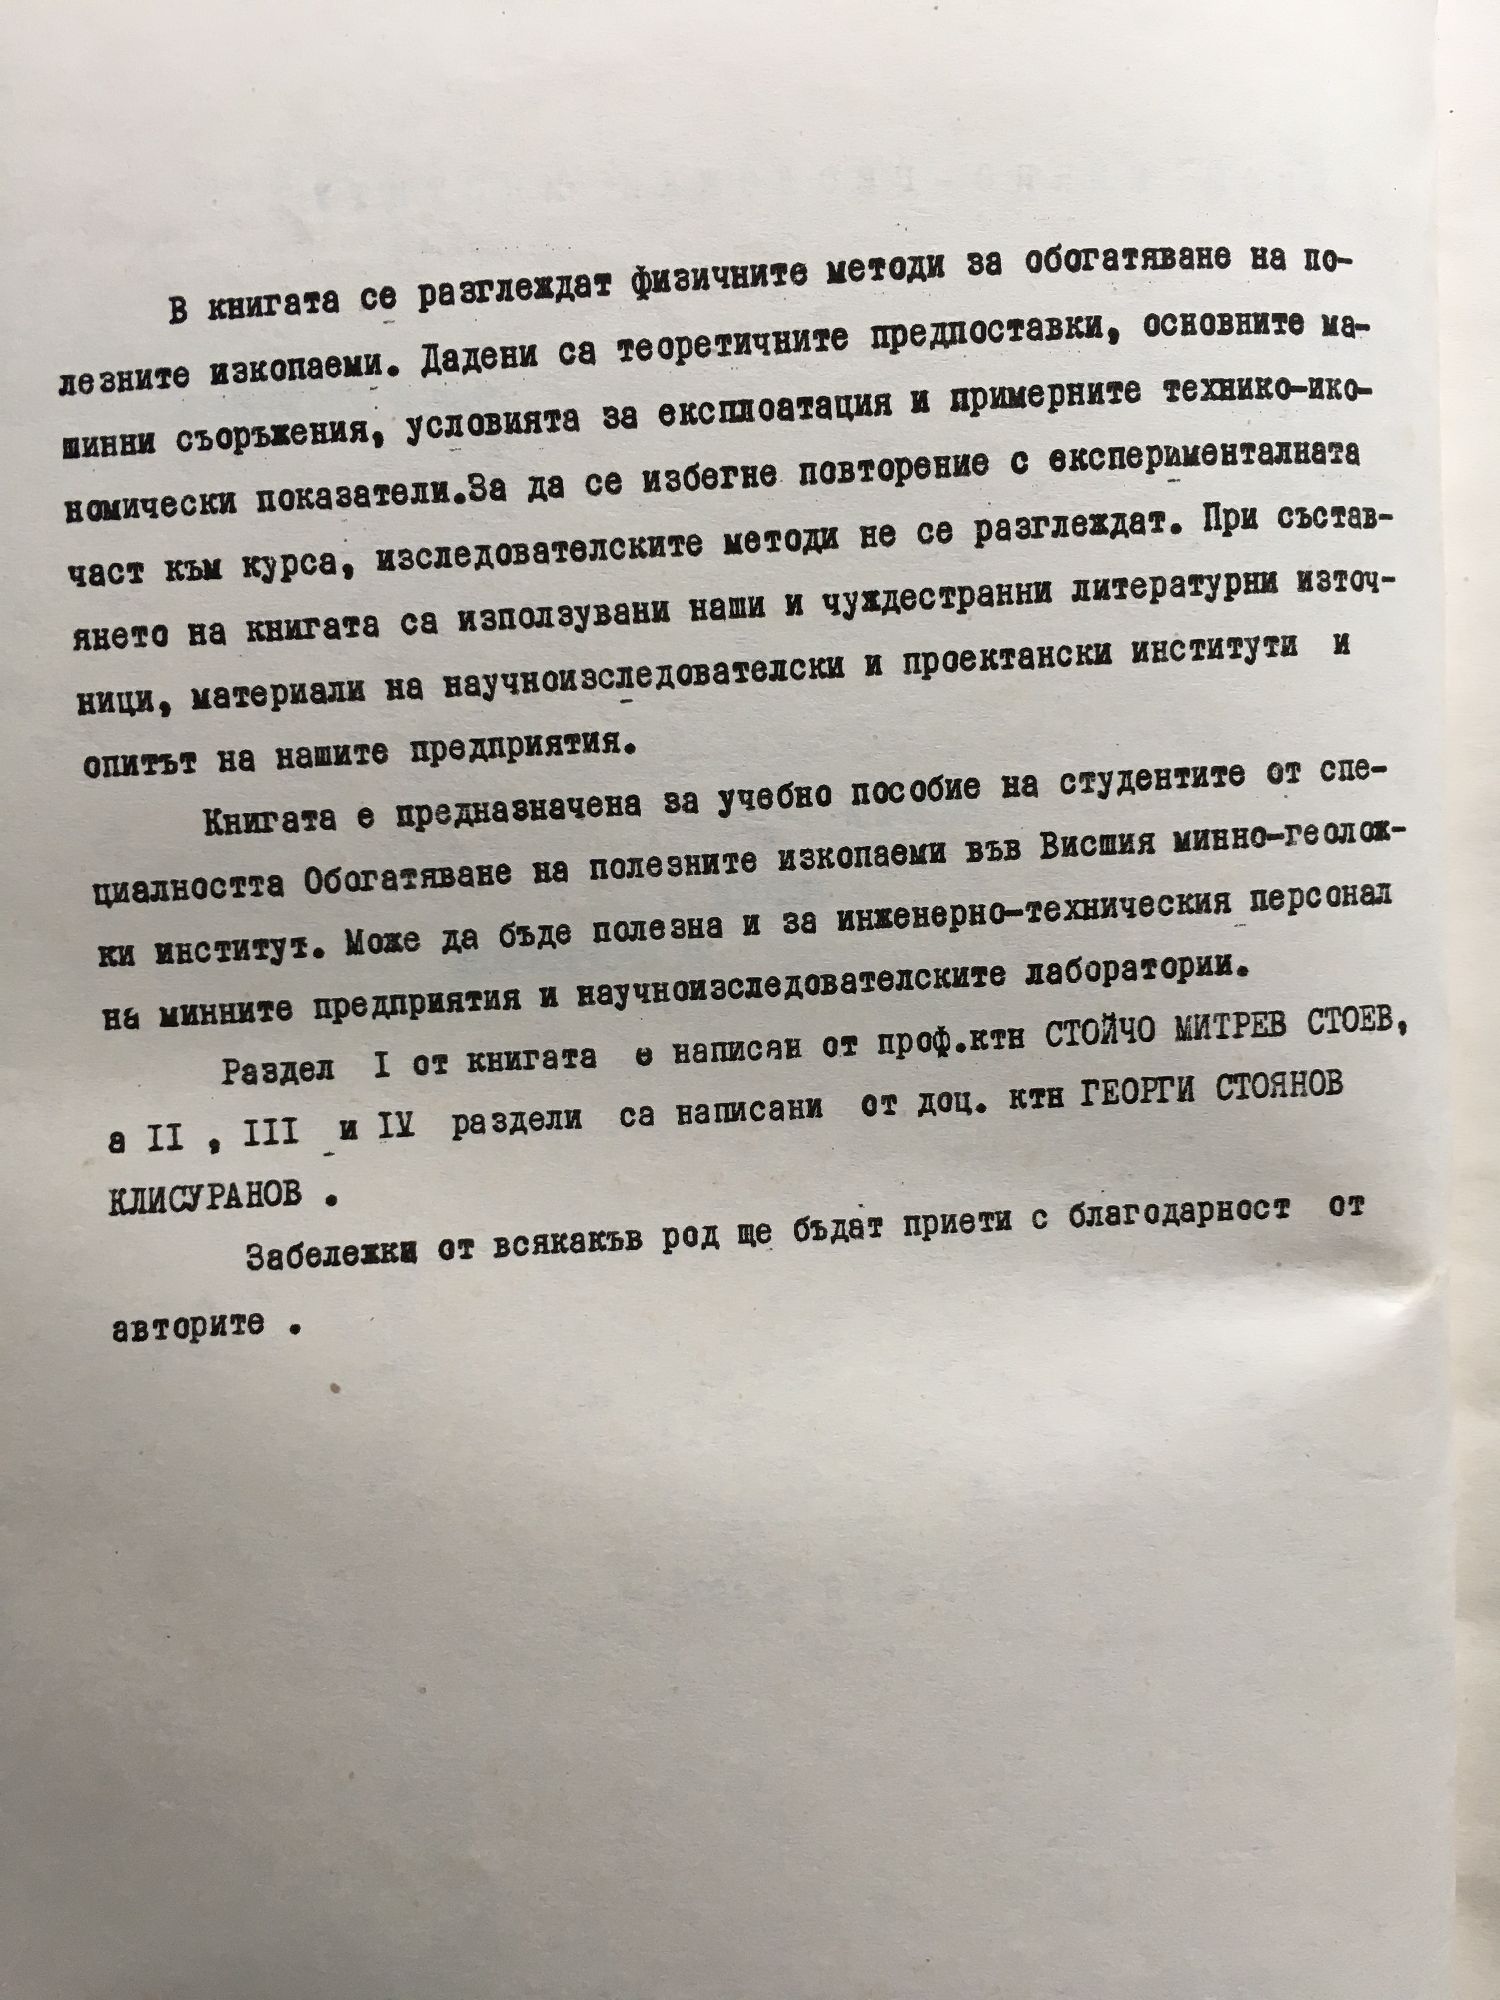 В книгата се разглеждат физичните методи за обогатяване на по-
лезните изкопаеми. Дадени са теоретичните предпоставки, основните ма-
шинни съоръжения, условията за експлоатация и примерните технико-ико-
номически показатели.За да се избегне повторение с експерименталната
част към курса, изследователските методи не се разглеждат. При състав-
янето на книгата са използувани наши и чуждестранни литературни източ-
ници, материали на научноизследователски и проектански институти и
опитът на нашите предприятия.
Книгата е предназначена за учебно пособие на студентите от спе-
циалността Обогатяване на полезните изкопаеми във Висшия минно-геолож-
ки институт. Може да бъде полезна и за инженерно-техническия персонал
на минните предприятия и научноизследователските лаборатории.
Раздел I от книгата е написан от проф.ктн СТОЙЧО МИТРЕВ СТОЕВ,
а II , III и IV раздели са написани от доц. ктн ГЕОРГИ СТОЯНОВ
КЛИСУРАНОВ .
Забележки от всякакъв род ще бъдат приети с благодарност от
авторите .